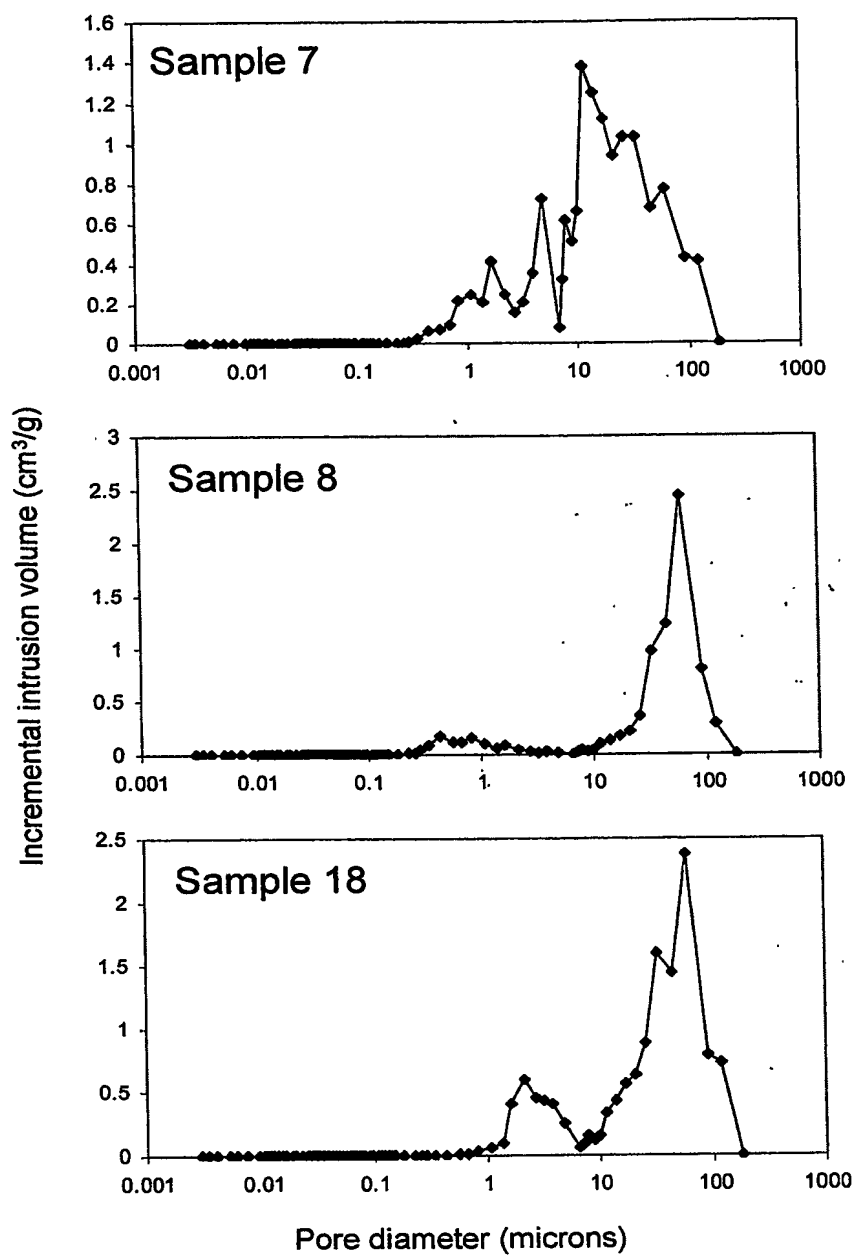 Sample 7
1.6
1.4
1.2
1
0.8
0.6
0.4
0.2
0
0.001 0.01 0.1 1 10 100 1000
Incremental intrusion volume (cm³/g)
Sample 8
3
2.5
2
1.5
1
0.5
0
0.001 0.01 0.1 1 10 100 1000
Sample 18
2.5
2
1.5
1
0.5
0
0.001 0.01 0.1 1 10 100 1000
Pore diameter (microns)